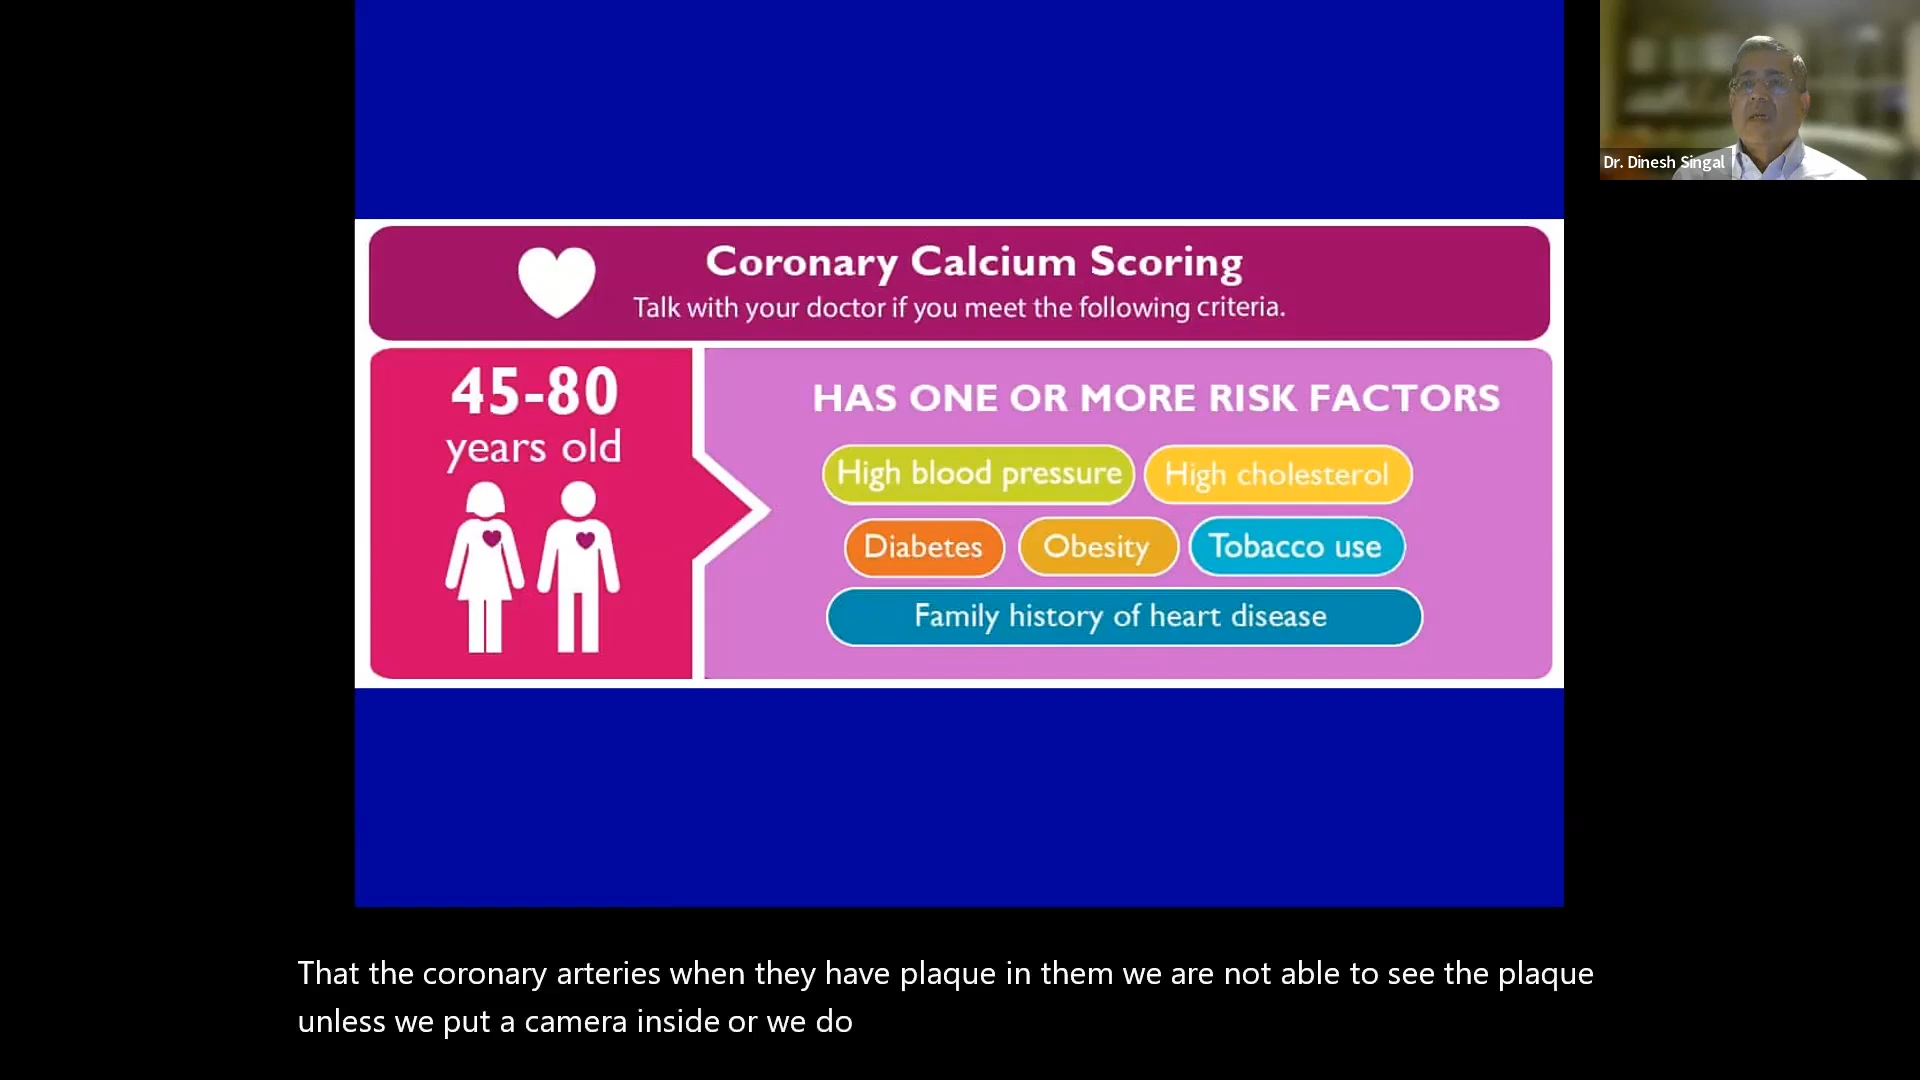 Dr. Dinesh Singal
Coronary Calcium Scoring
Talk with your doctor if you meet the following criteria.
45-80
years old
HAS ONE OR MORE RISK FACTORS
High blood pressure
High cholesterol
Diabetes
Obesity
Tobacco use
Family history of heart disease
That the coronary arteries when they have plaque in them we are not able to see the plaque
unless we put a camera inside or we do